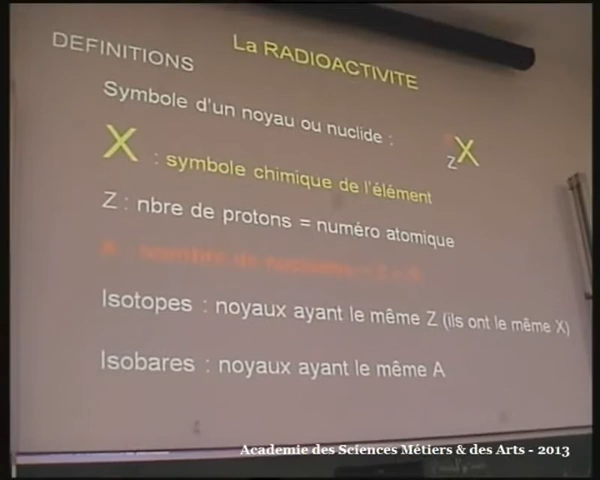 La RADIOACTIVITE
DEFINITIONS
Symbole d'un noyau ou nuclide : ZX
X : symbole chimique de l'élément
Z : nbre de protons = numéro atomique
nombre de
Isotopes : noyaux ayant le même Z (ils ont le même X)
Isobares : noyaux ayant le même A
Academie des Sciences Métiers & des Arts - 2013